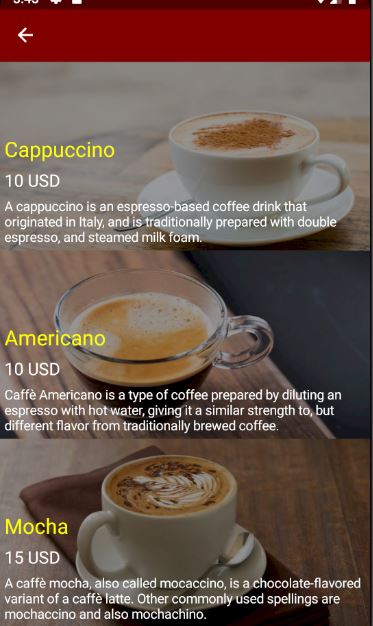 Cappuccino
10 USD
A cappuccino is an espresso-based coffee drink that
originated in Italy, and is traditionally prepared with double
espresso, and steamed milk foam.
Americano
10 USD
Caffè Americano is a type of coffee prepared by diluting an
espresso with hot water, giving it a similar strength to, but
different flavor from traditionally brewed coffee.
Mocha
15 USD
A caffè mocha, also called mocaccino, is a chocolate-flavored
variant of a caffè latte. Other commonly used spellings are
mochaccino and also mochachino.